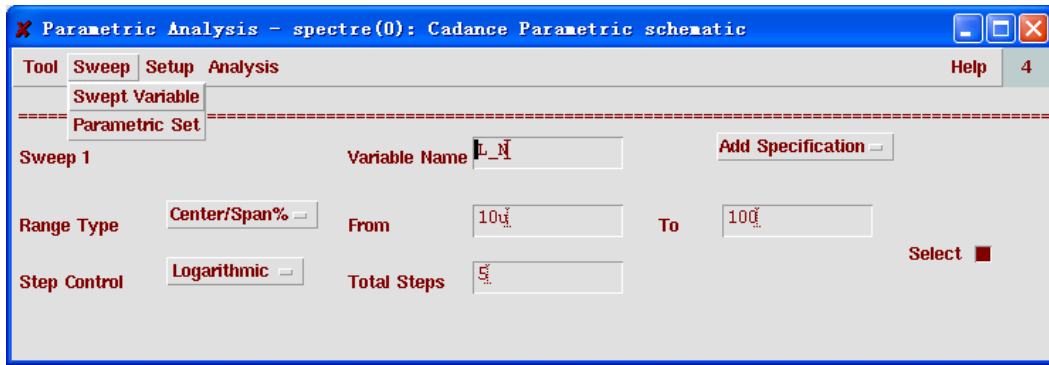 Parametric Analysis - spectre(0): Cadance Parametric schematic
Tool Sweep Setup Analysis Help 4
Swept Variable
Parametric Set
Sweep 1 Variable Name L_N Add Specification
Range Type Center/Span% From 10u To 100
Select
Step Control Logarithmic Total Steps 5